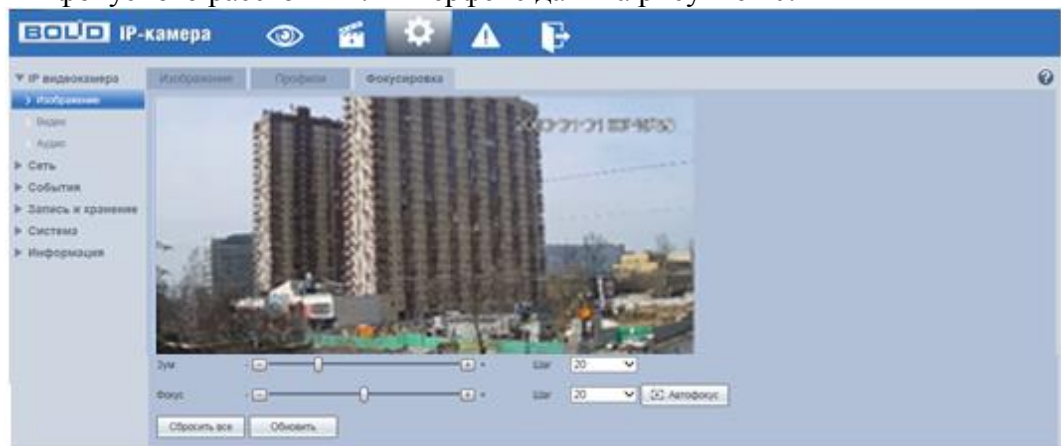 BOLID IP-камера
IP видеокамера
Изображение
Видео
Аудио
Сеть
События
Запись и хранение
Система
Информация
Изображение Профили Фокусировка
Зум - + Шаг 20
Фокус - + Шаг 20 Автофокус
Сбросить все Обновить